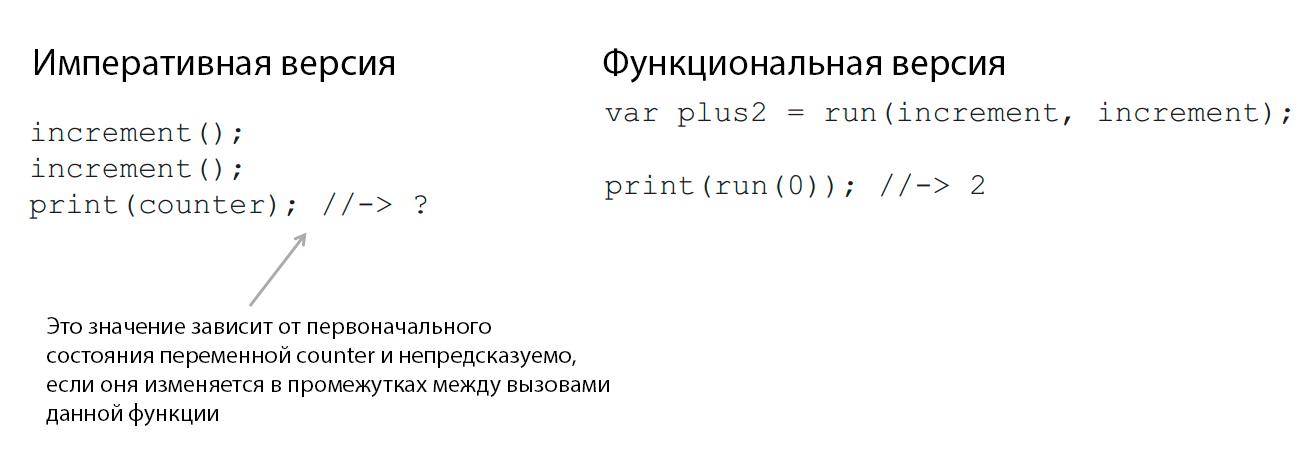 Императивная версия
increment();
increment();
print(counter); //-> ?
Это значение зависит от первоначального
состояния переменной counter и непредсказуемо,
если оня изменяется в промежутках между вызовами
данной функции
Функциональная версия
var plus2 = run(increment, increment);
print(run(0)); //-> 2